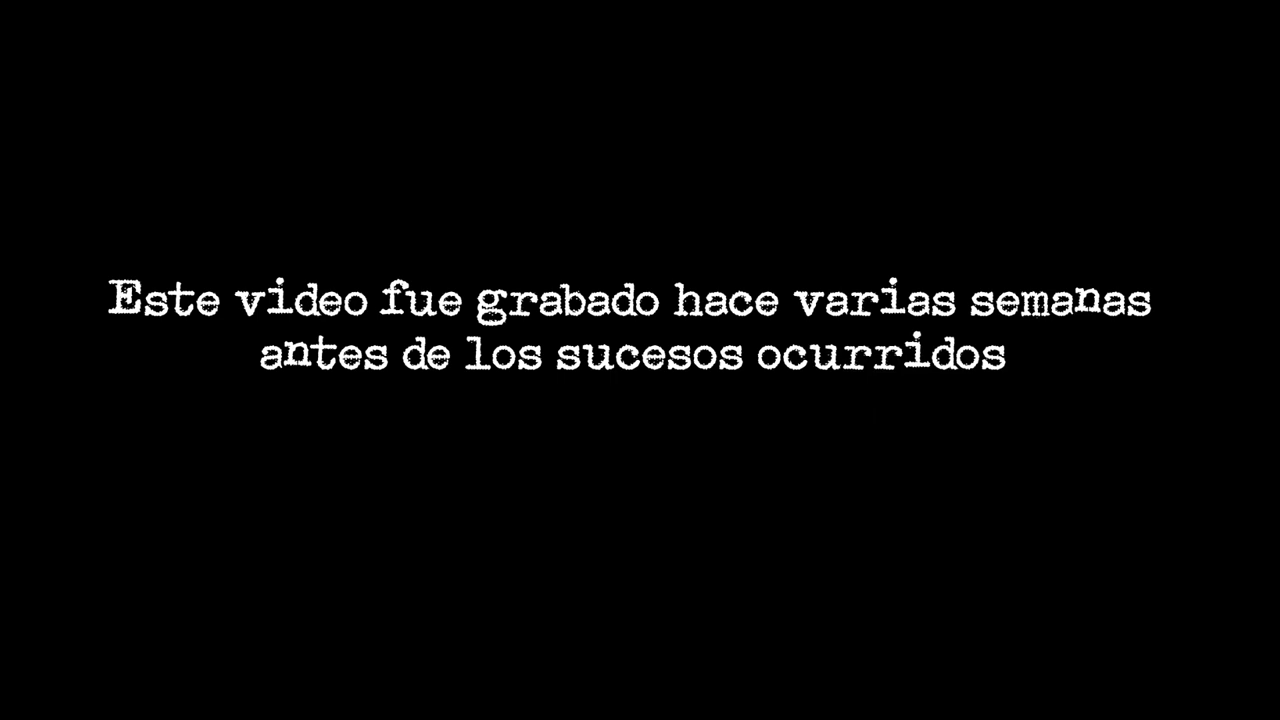 Este video fue grabado hace varias semanas
antes de los sucesos ocurridos